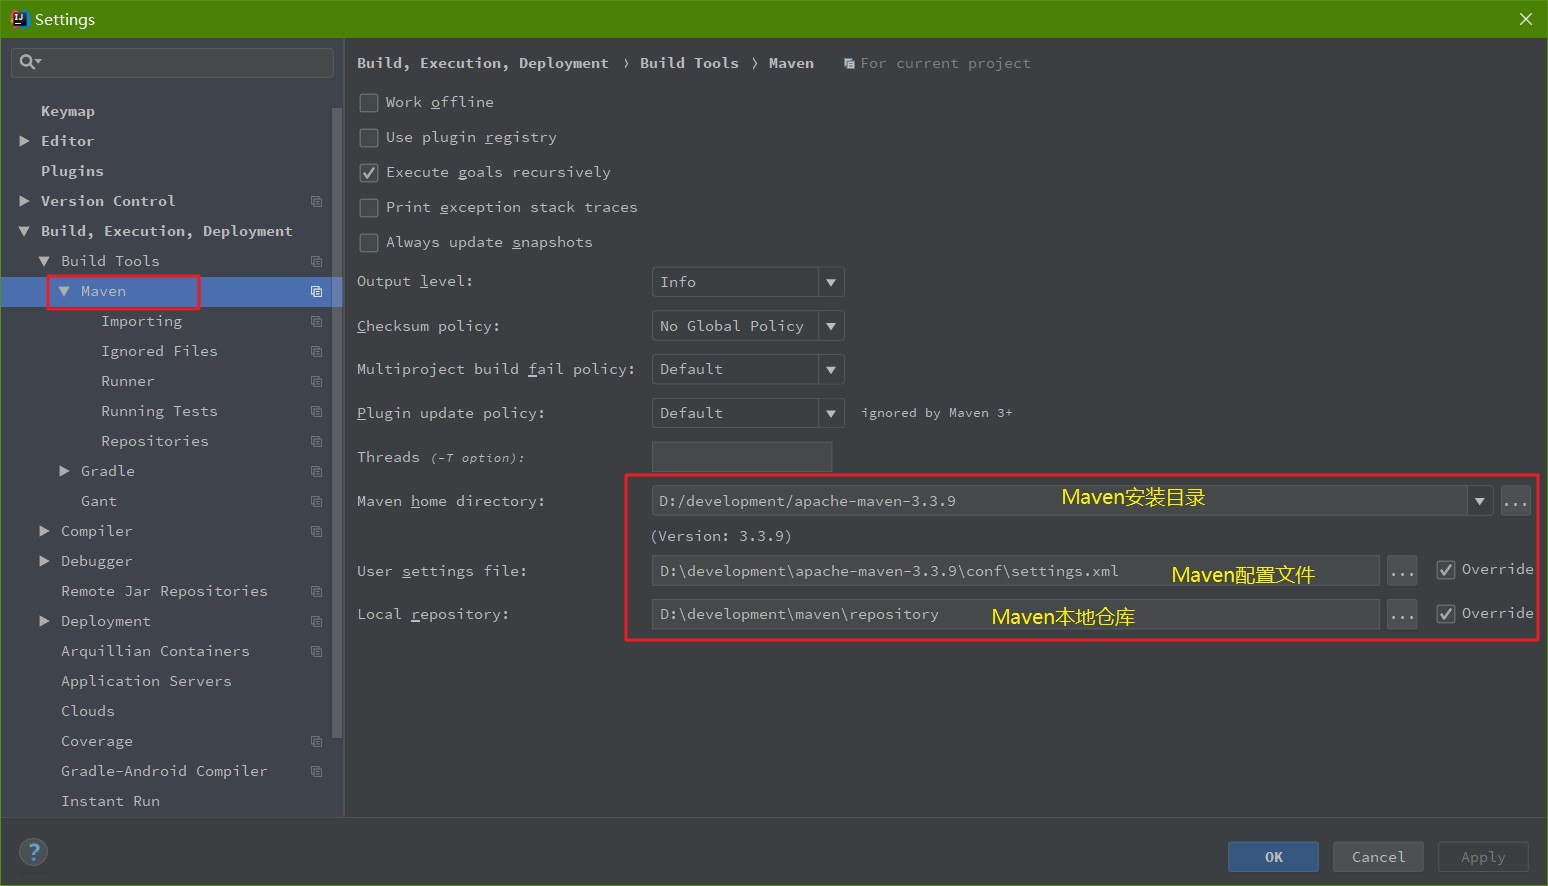 Settings
Build, Execution, Deployment › Build Tools › Maven For current project
Keymap
Editor
Plugins
Version Control
Build, Execution, Deployment
Build Tools
Maven
Importing
Ignored Files
Runner
Running Tests
Repositories
Gradle
Gant
Compiler
Debugger
Remote Jar Repositories
Deployment
Arquillian Containers
Application Servers
Clouds
Coverage
Gradle-Android Compiler
Instant Run
Work offline
Use plugin registry
Execute goals recursively
Print exception stack traces
Always update snapshots
Output level: Info
Checksum policy: No Global Policy
Multiproject build fail policy: Default
Plugin update policy: Default ignored by Maven 3+
Threads (-T option):
Maven home directory: D:/development/apache-maven-3.3.9 Maven安装目录 ...
(Version: 3.3.9)
User settings file: D:\development\apache-maven-3.3.9\conf\settings.xml Maven配置文件 ... Override
Local repository: D:\development\maven\repository Maven本地仓库 ... Override
? OK Cancel Apply